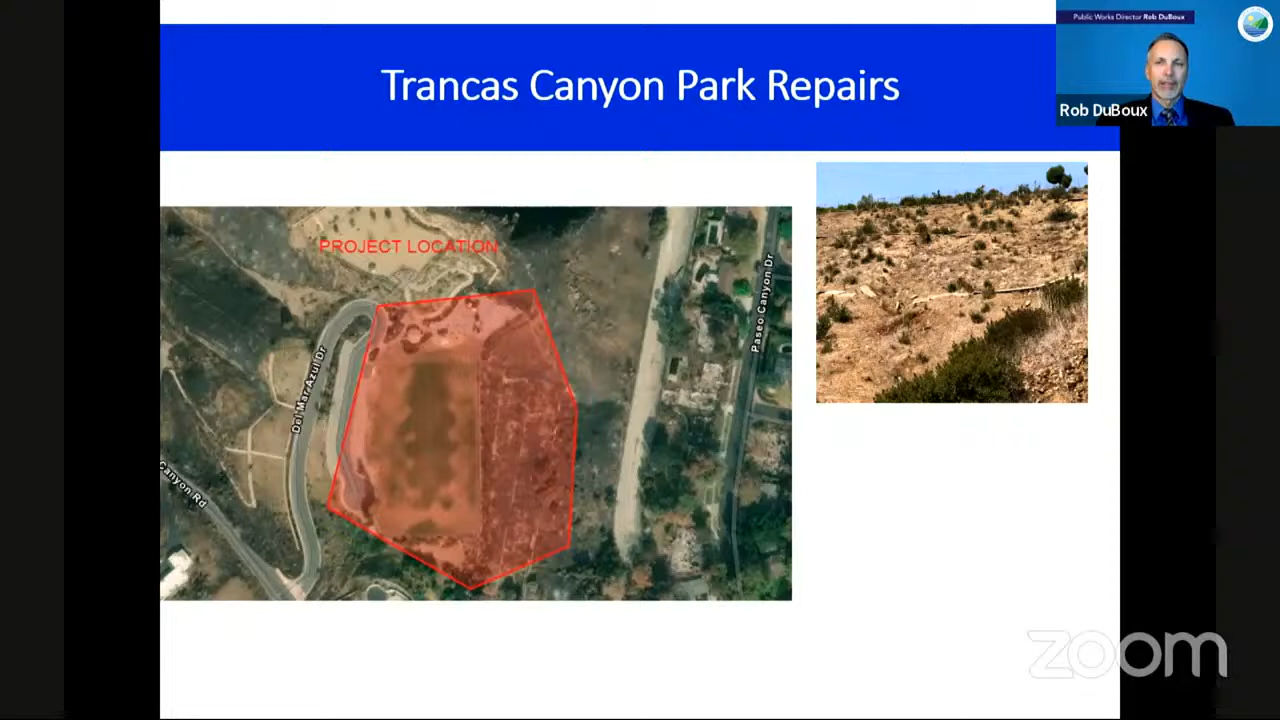 Public Works Director Rob DuBoux
Trancas Canyon Park Repairs
Rob DuBoux
PROJECT LOCATION
Paseo Canyon Dr
Del Mar Azul Dr
Canyon Rd
zoom